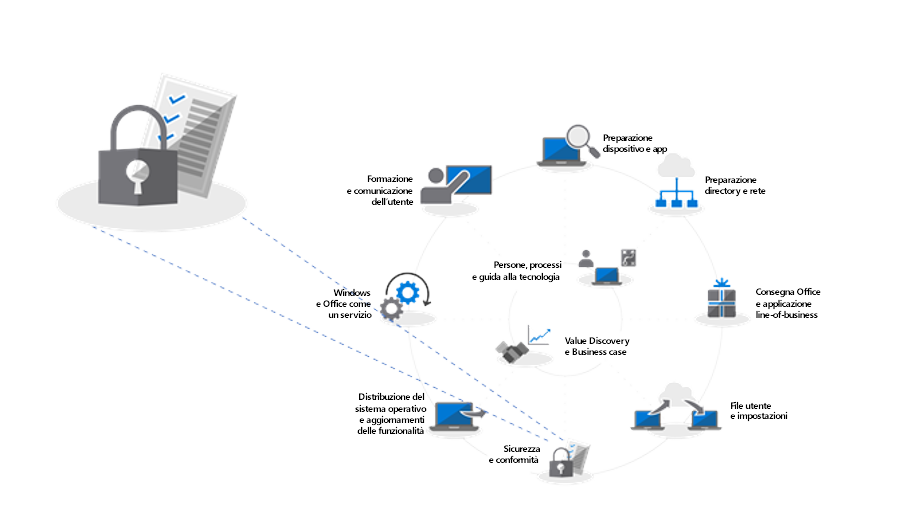 Preparazione
dispositivo e app
Preparazione
directory e rete
Formazione
e comunicazione
dell'utente
Persone, processi
e guida alla tecnologia
Windows
e Office come
un servizio
Consegna Office
e applicazione
line-of-business
Value Discovery
e Business case
Distribuzione del
sistema operativo
e aggiornamenti
delle funzionalità
File utente
e impostazioni
Sicurezza
e conformità